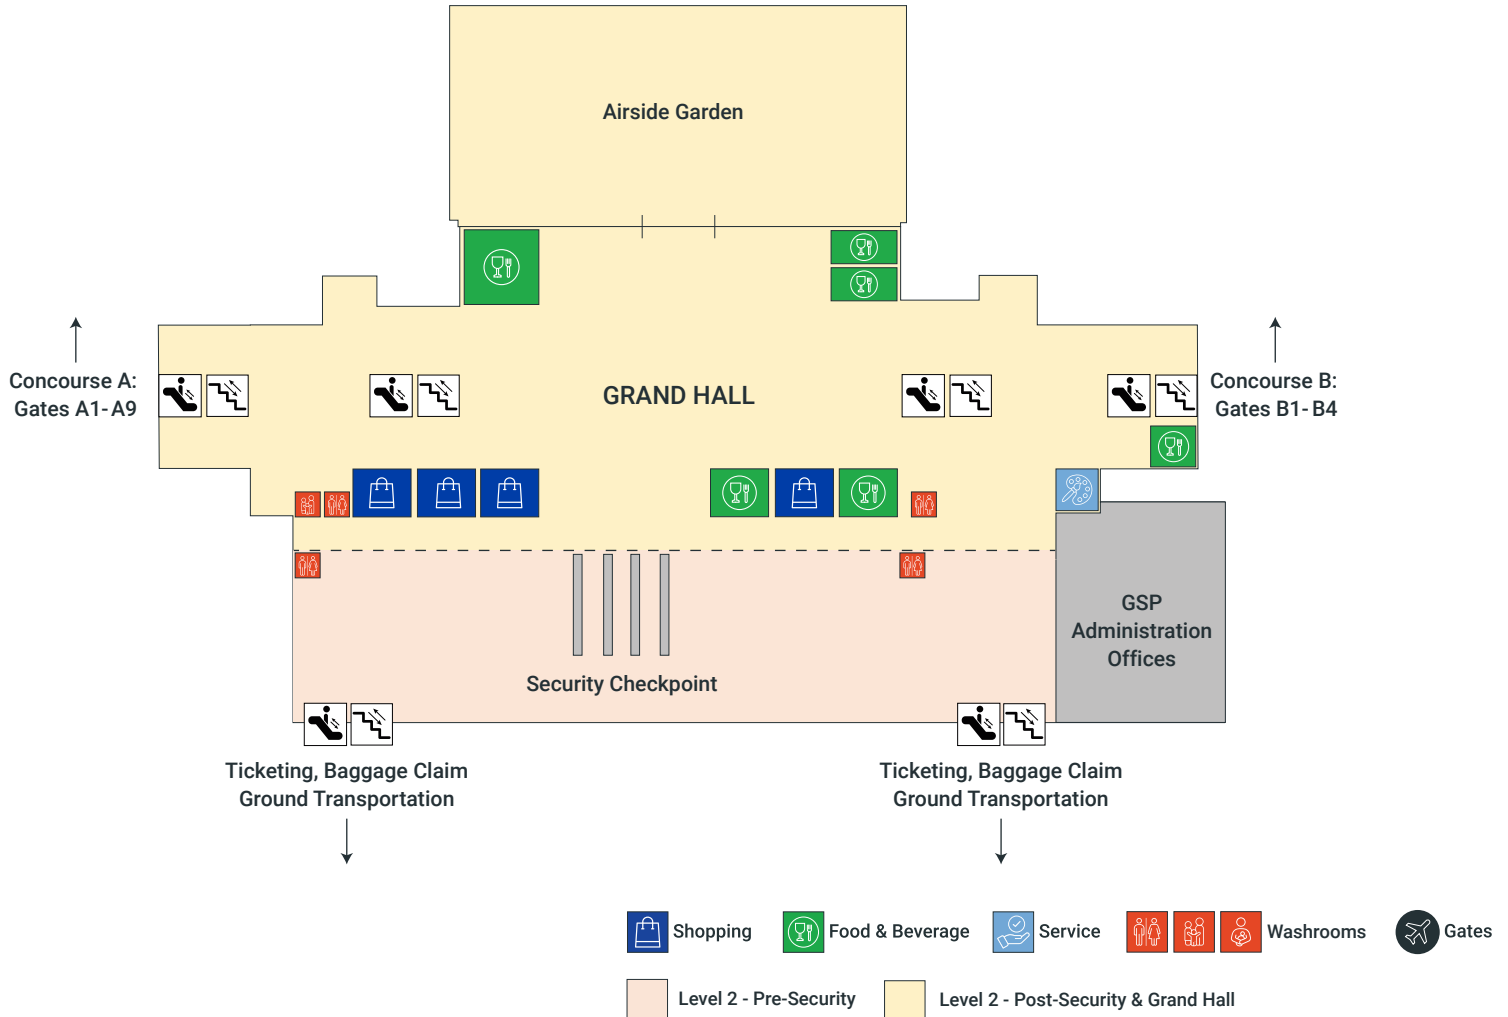 Airside Garden
Concourse A:
Gates A1-A9
GRAND HALL
Concourse B:
Gates B1-B4
GSP
Administration
Offices
Security Checkpoint
Ticketing, Baggage Claim
Ground Transportation
Ticketing, Baggage Claim
Ground Transportation
Shopping
Food & Beverage
Service
Washrooms
Gates
Level 2 - Pre-Security
Level 2 - Post-Security & Grand Hall